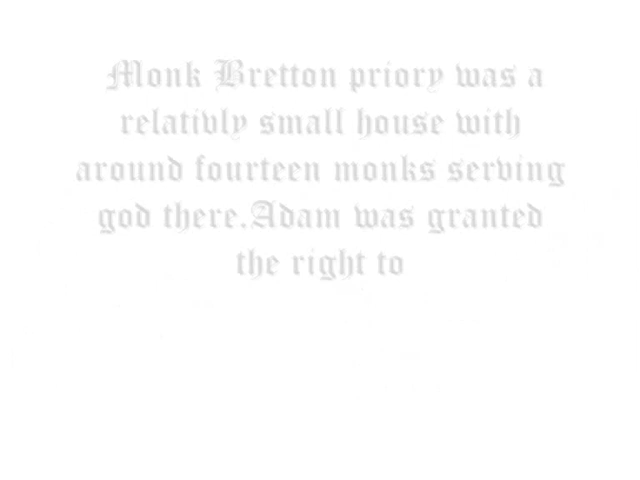 Monk Bretton priory was a
relativly small house with
around fourteen monks serving
god there.Adam was granted
the right to